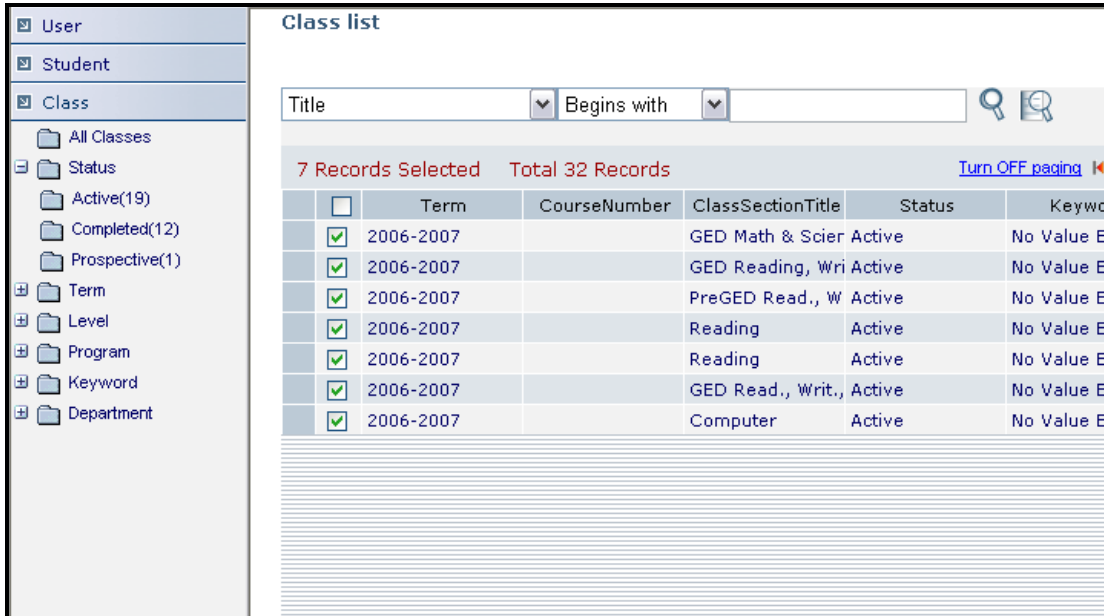 User
Student
Class
All Classes
Status
Active(19)
Completed(12)
Prospective(1)
Term
Level
Program
Keyword
Department
Class list
Title Begins with
7 Records Selected Total 32 Records Turn OFF paging
Term CourseNumber ClassSectionTitle Status Keywo
2006-2007 GED Math & Scier Active No Value E
2006-2007 GED Reading, Wri Active No Value E
2006-2007 PreGED Read., W Active No Value E
2006-2007 Reading Active No Value E
2006-2007 Reading Active No Value E
2006-2007 GED Read., Writ., Active No Value E
2006-2007 Computer Active No Value E